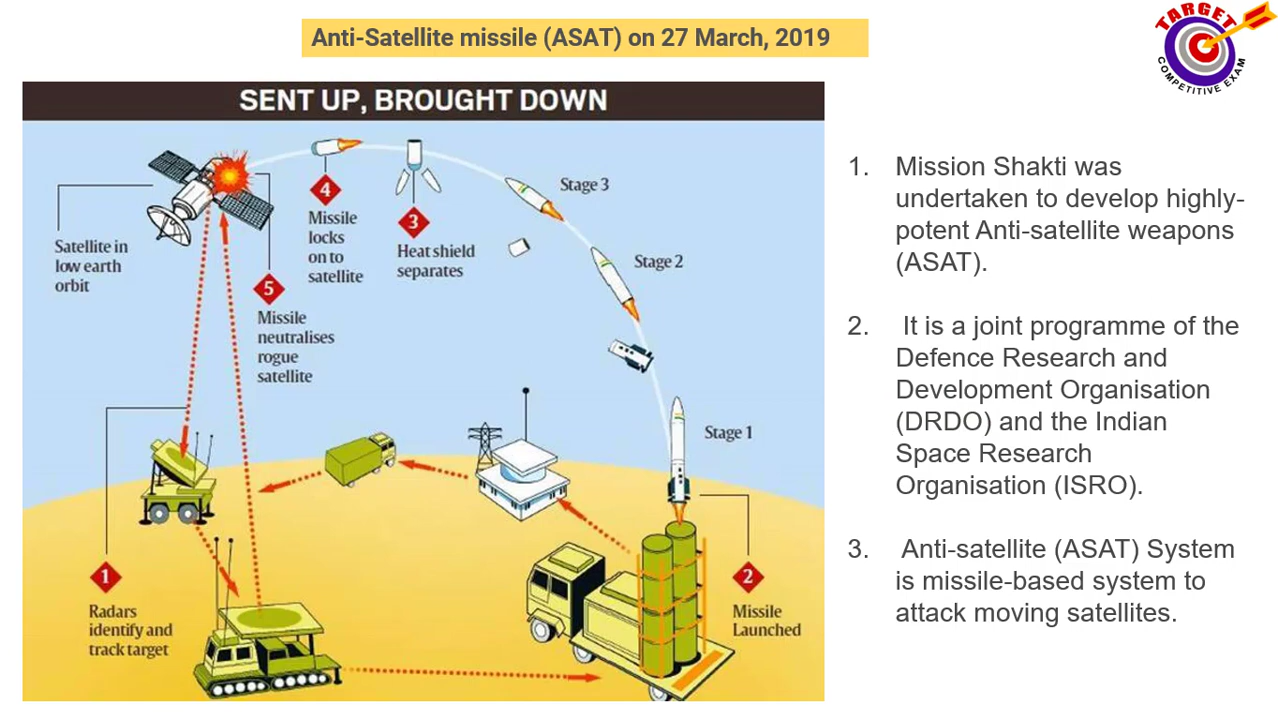 Anti-Satellite missile (ASAT) on 27 March, 2019
TARGET
COMPETITIVE EXAM
SENT UP, BROUGHT DOWN
Satellite in
low earth
orbit
5
Missile
neutralises
rogue
satellite
4
Missile
locks
on to
satellite
3
Heat shield
separates
Stage 3
Stage 2
Stage 1
1
Radars
identify and
track target
2
Missile
Launched
1. Mission Shakti was
undertaken to develop highly-
potent Anti-satellite weapons
(ASAT).
2. It is a joint programme of the
Defence Research and
Development Organisation
(DRDO) and the Indian
Space Research
Organisation (ISRO).
3. Anti-satellite (ASAT) System
is missile-based system to
attack moving satellites.